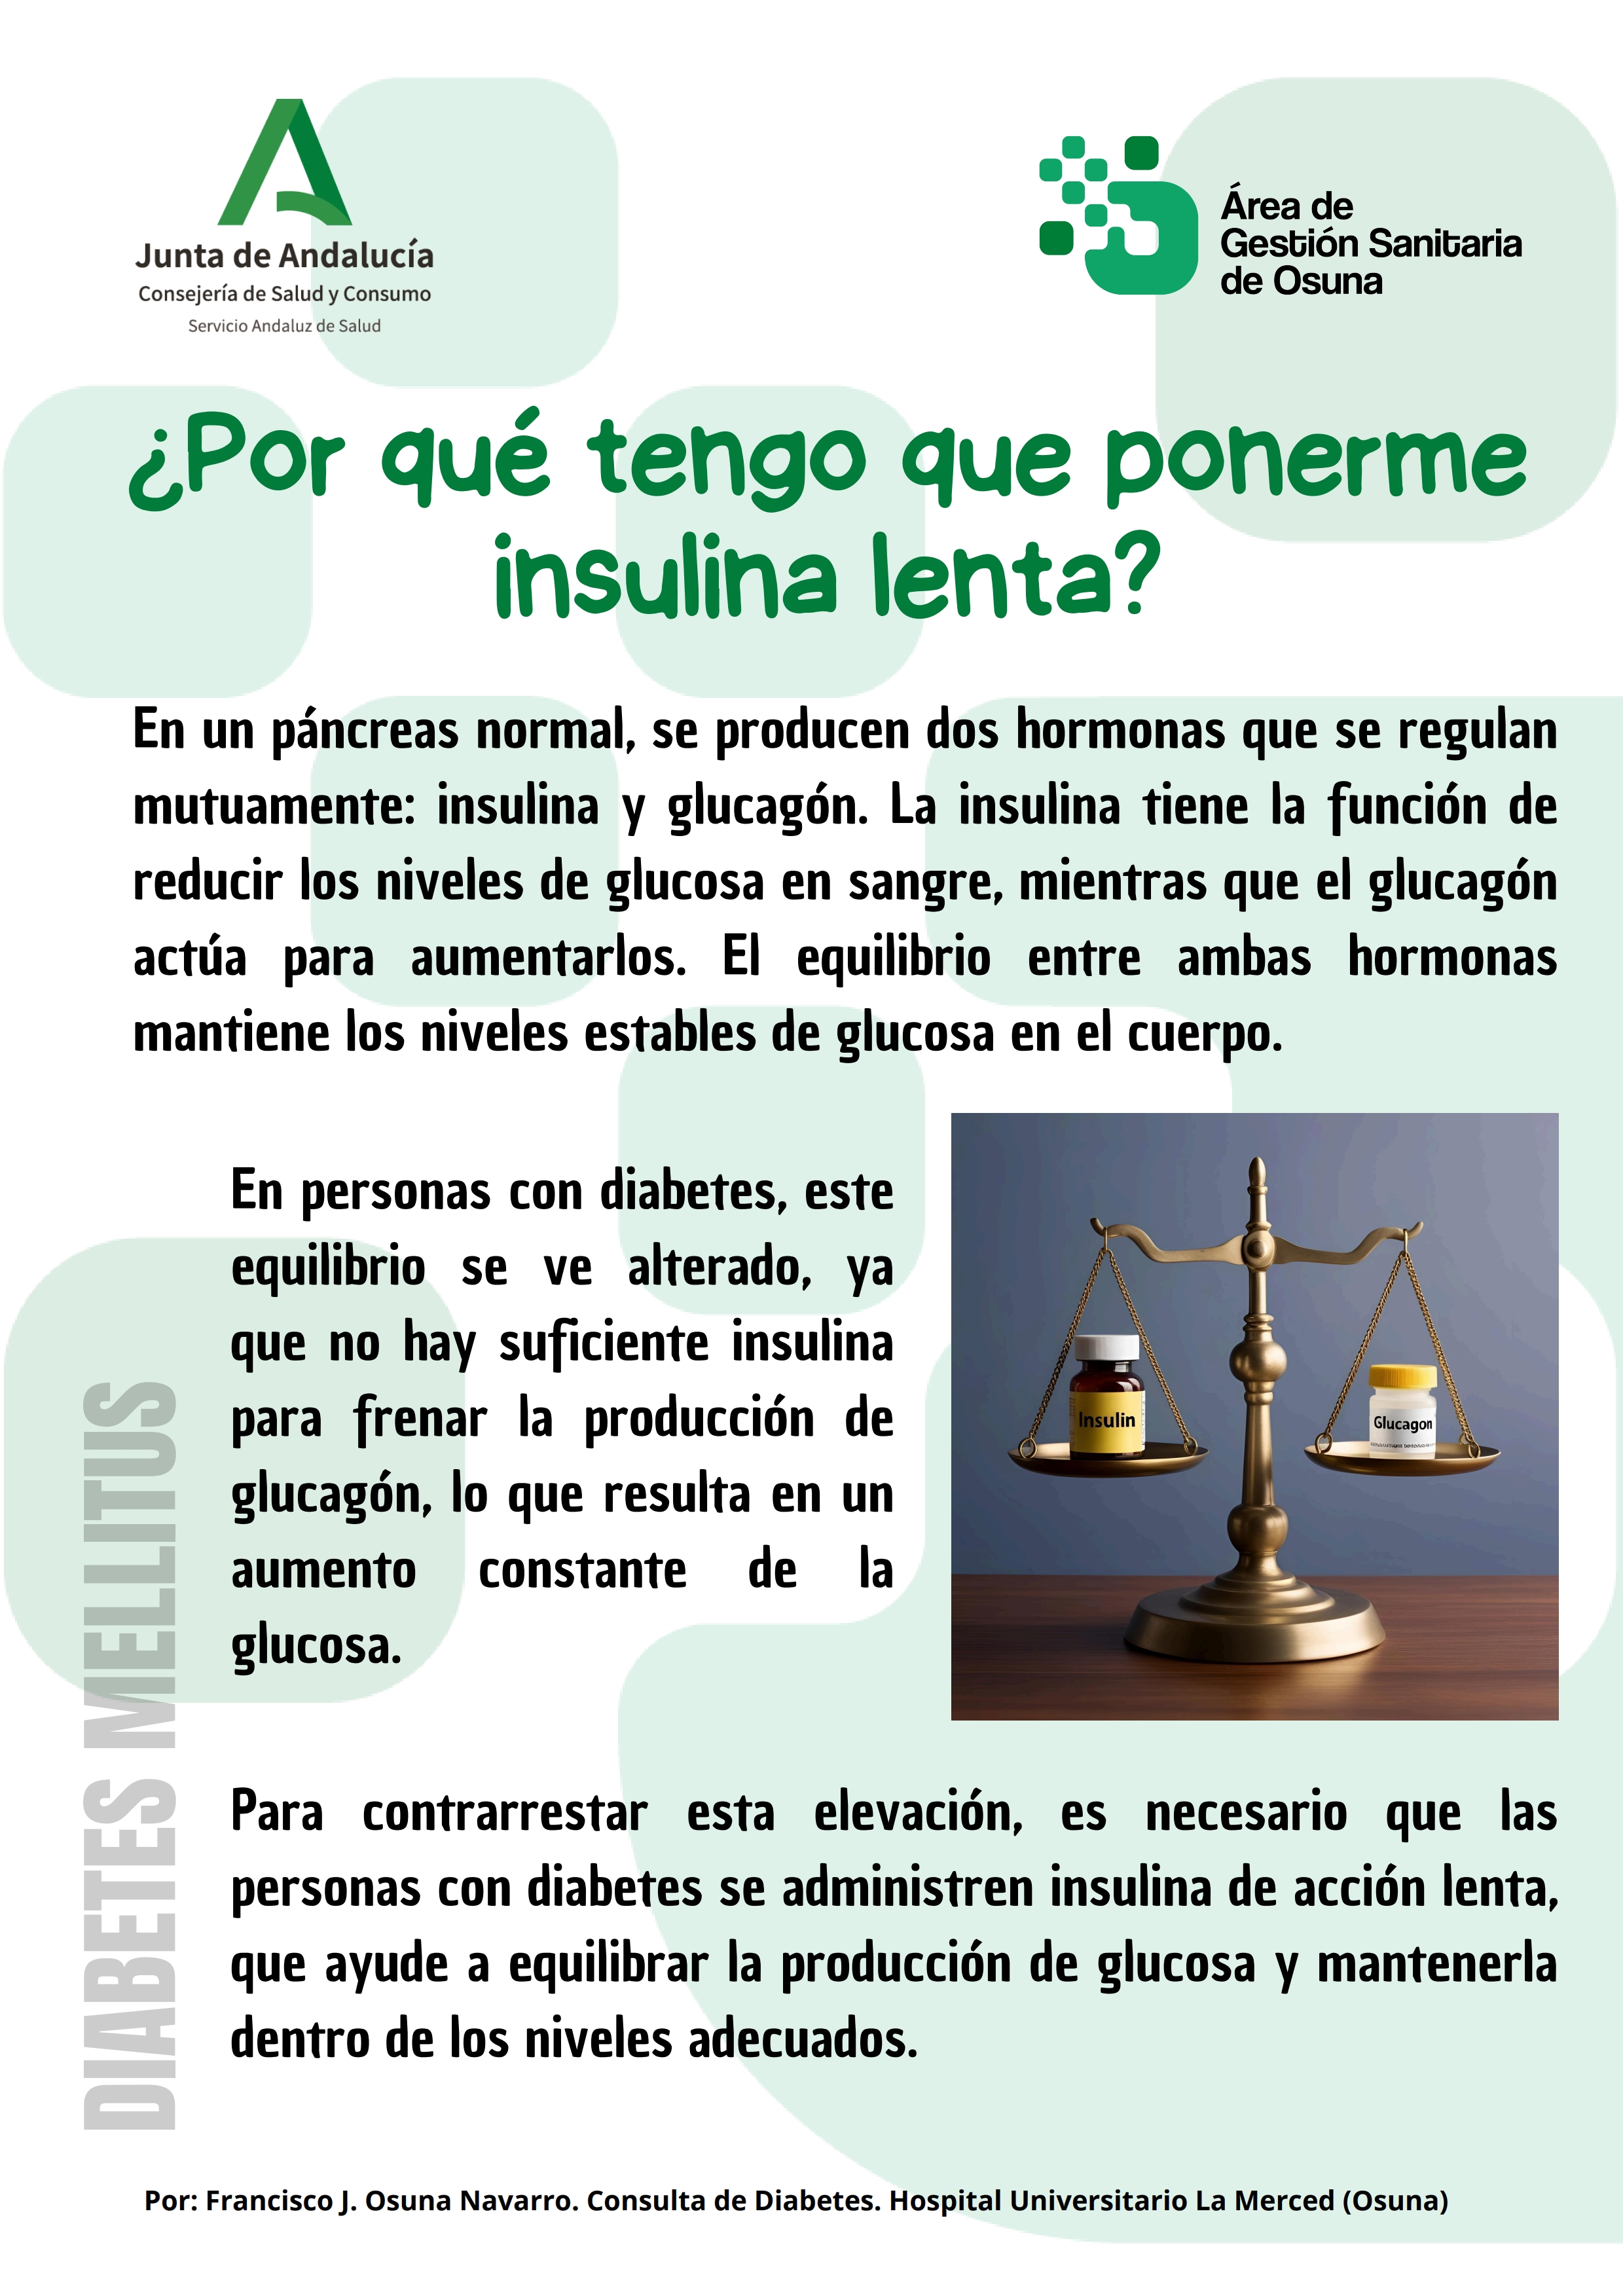 Junta de Andalucía
Consejería de Salud y Consumo
Servicio Andaluz de Salud
Área de
Gestión Sanitaria
de Osuna
¿Por qué tengo que ponerme
insulina lenta?
En un páncreas normal, se producen dos hormonas que se regulan
mutuamente: insulina y glucagón. La insulina tiene la función de
reducir los niveles de glucosa en sangre, mientras que el glucagón
actúa para aumentarlos. El equilibrio entre ambas hormonas
mantiene los niveles estables de glucosa en el cuerpo.
En personas con diabetes, este
equilibrio se ve alterado, ya
que no hay suficiente insulina
para frenar la producción de
glucagón, lo que resulta en un
aumento constante de la
glucosa.
Insulin
Glucagon
DIABETES MELLITUS
Para contrarrestar esta elevación, es necesario que las
personas con diabetes se administren insulina de acción lenta,
que ayude a equilibrar la producción de glucosa y mantenerla
dentro de los niveles adecuados.
Por: Francisco J. Osuna Navarro. Consulta de Diabetes. Hospital Universitario La Merced (Osuna)